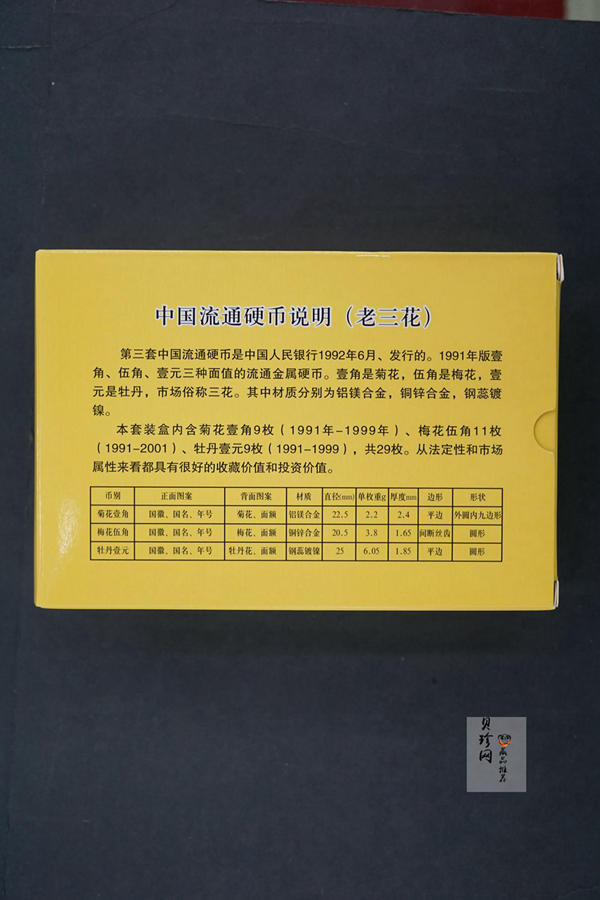 中国流通硬币说明（老三花）
第三套中国流通硬币是中国人民银行1992年6月、发行的。1991年版壹
角、伍角、壹元三种面值的流通金属硬币。壹角是菊花，伍角是梅花，壹
元是牡丹，市场俗称三花。其中材质分别为铝镁合金，铜锌合金，钢蕊镀
镍。
本套装盒内含菊花壹角9枚（1991年-1999年）、梅花伍角11枚
（1991-2001）、牡丹壹元9枚（1991-1999），共29枚。从法定性和市场
属性来看都具有很好的收藏价值和投资价值。
币别 正面图案 背面图案 材质 直径(mm) 单枚重g 厚度mm 边形 形状
菊花壹角 国徽、国名、年号 菊花、面额 铝镁合金 22.5 2.2 2.4 平边 外圆内九边形
梅花伍角 国徽、国名、年号 梅花、面额 铜锌合金 20.5 3.8 1.65 间断丝齿 圆形
牡丹壹元 国徽、国名、年号 牡丹花、面额 钢蕊镀镍 25 6.05 1.85 平边 圆形
贝珍网
藏品推荐